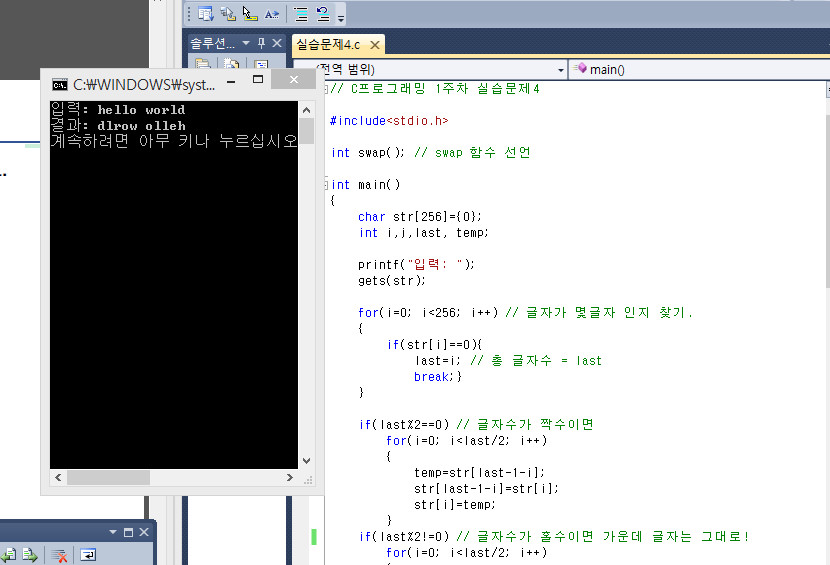 솔루션...
실습문제4.c
(전역 범위)
main()
C:₩WINDOWS₩syst...
입력: hello world
결과: dlrow olleh
계속하려면 아무 키나 누르십시오
// C프로그래밍 1주차 실습문제4
#include<stdio.h>
int swap(); // swap 함수 선언
int main()
{
char str[256]={0};
int i,j,last, temp;
printf("입력: ");
gets(str);
for(i=0; i<256; i++) // 글자가 몇글자 인지 찾기.
{
if(str[i]==0){
last=i; // 총 글자수 = last
break;}
}
if(last%2==0) // 글자수가 짝수이면
for(i=0; i<last/2; i++)
{
temp=str[last-1-i];
str[last-1-i]=str[i];
str[i]=temp;
}
if(last%2!=0) // 글자수가 홀수이면 가운데 글자는 그대로!
for(i=0; i<last/2; i++)